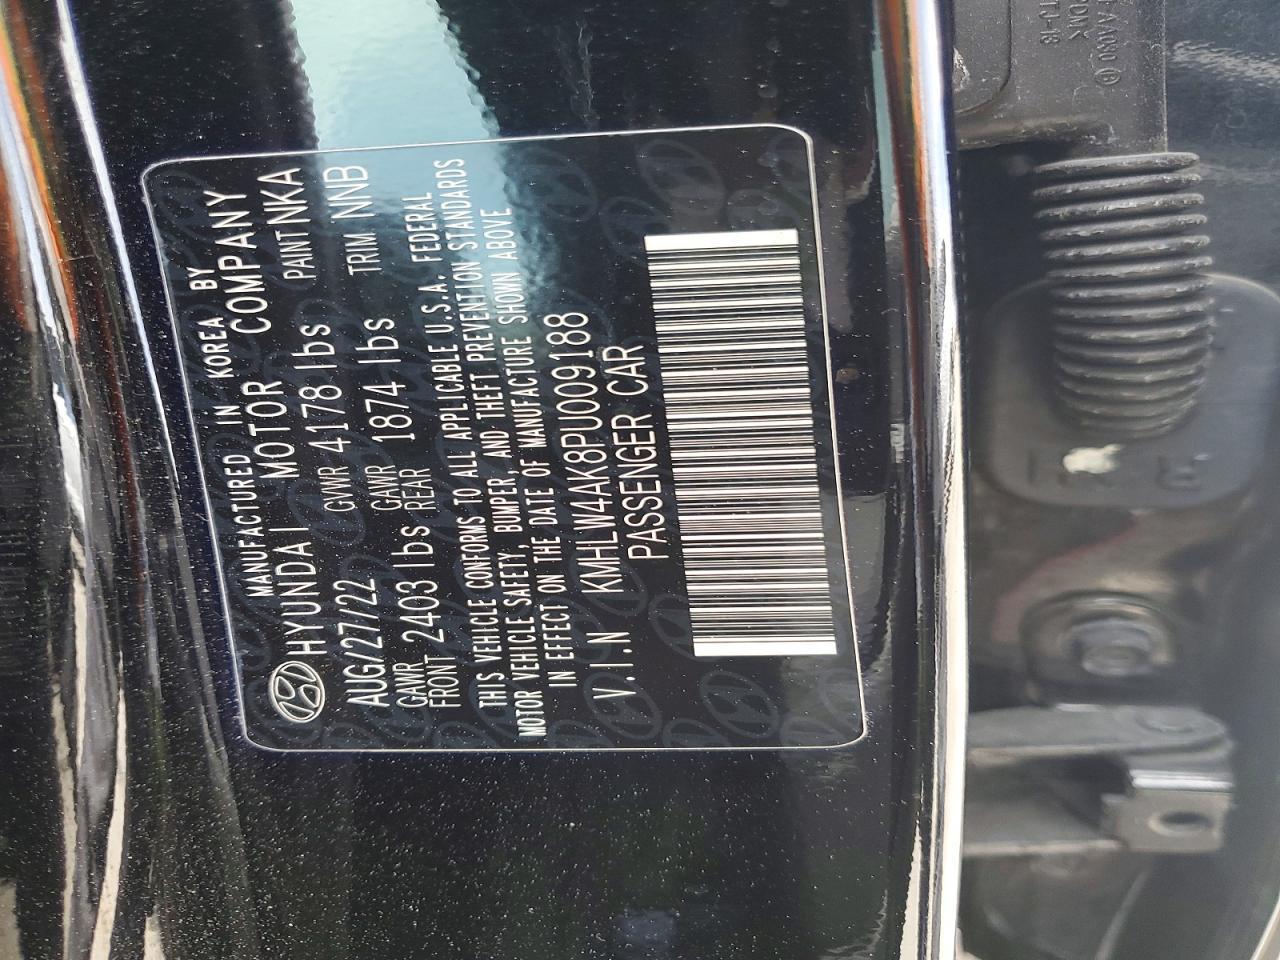 MANUFACTURED IN KOREA BY
HYUNDAI MOTOR COMPANY
AUG/27/22 GVWR 4178 lbs PAINT NKA
GAWR FRONT 2403 lbs GAWR REAR 1874 lbs TRIM NNB
THIS VEHICLE CONFORMS TO ALL APPLICABLE U.S.A. FEDERAL
MOTOR VEHICLE SAFETY, BUMPER, AND THEFT PREVENTION STANDARDS
IN EFFECT ON THE DATE OF MANUFACTURE SHOWN ABOVE
V.I.N KMHLW4AK8PU009188
PASSENGER CAR
TJ-18